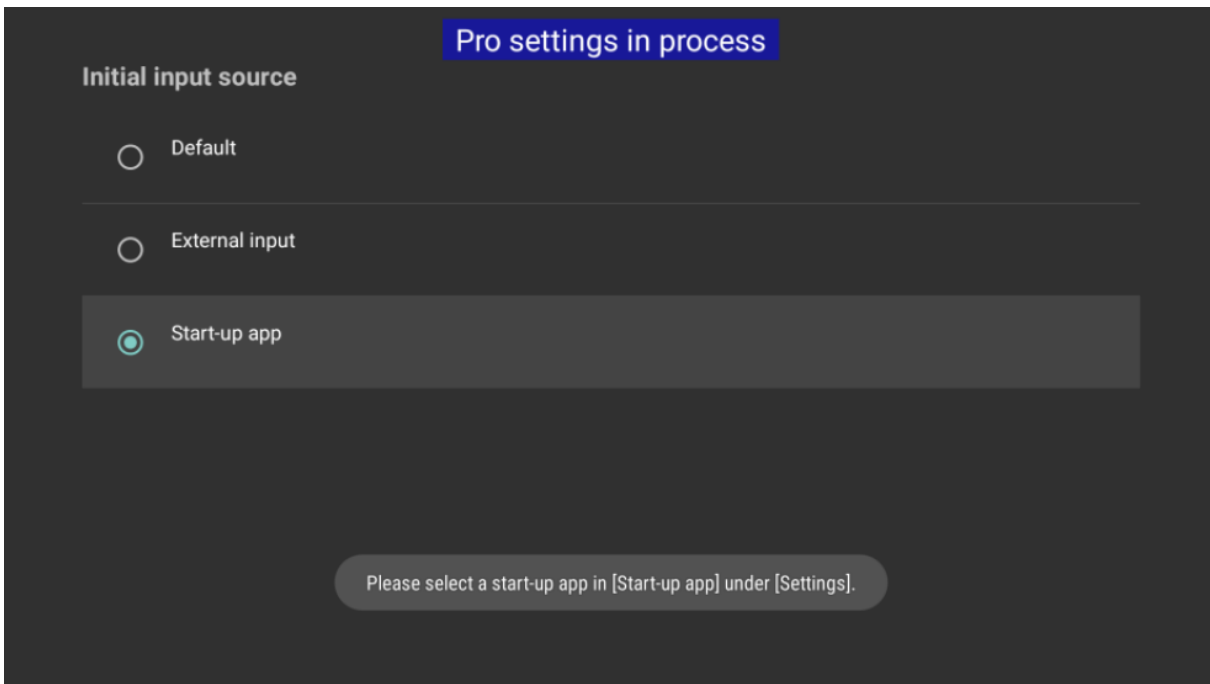 Pro settings in process
Initial input source
Default
External input
Start-up app
Please select a start-up app in [Start-up app] under [Settings].